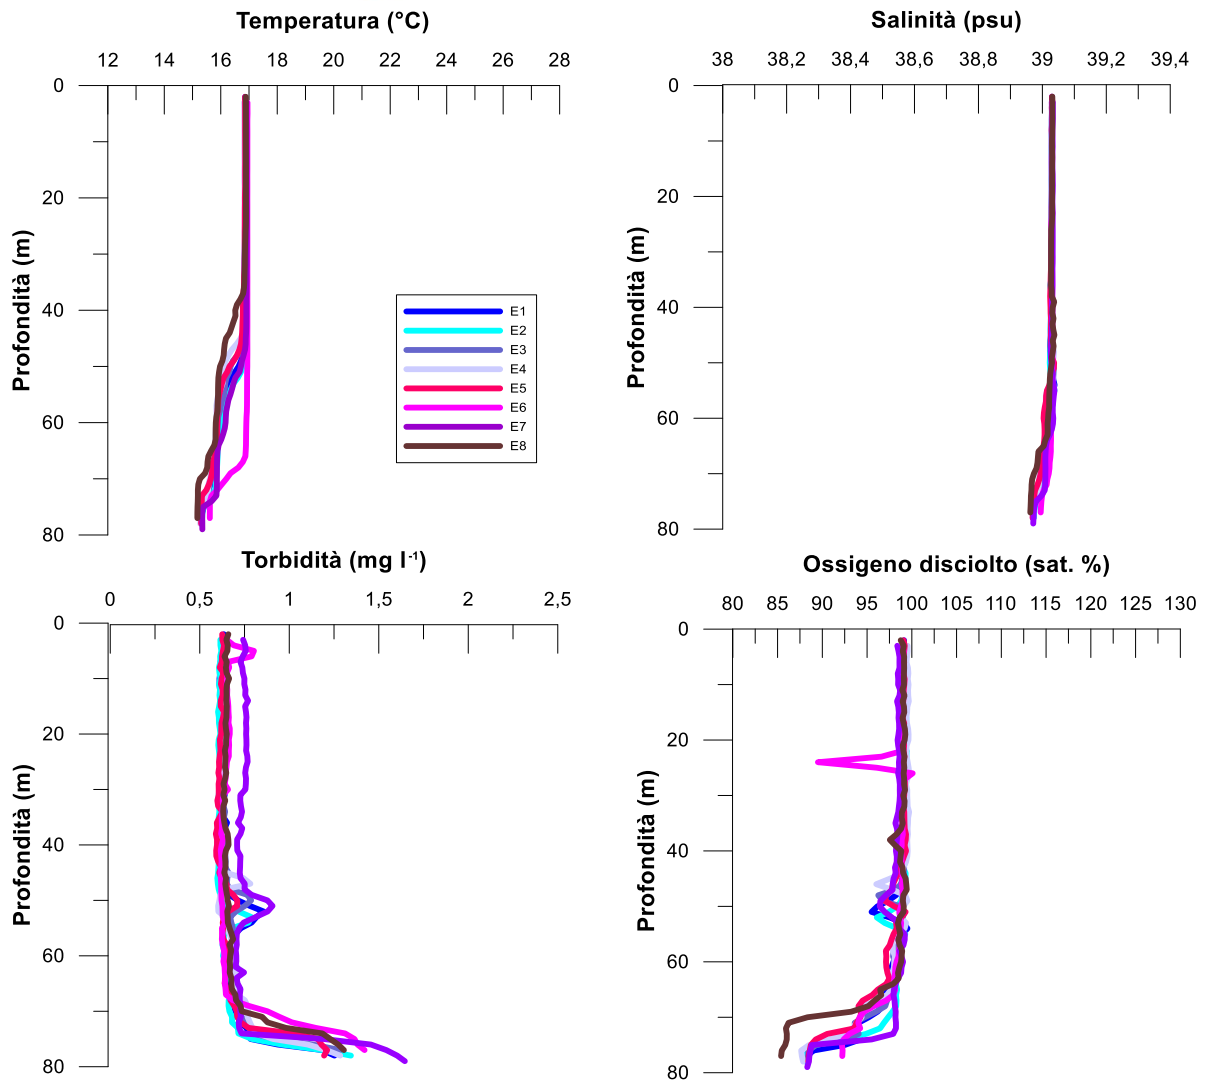 Temperatura (°C)
12 14 16 18 20 22 24 26 28
0
20
40
60
80
Profondità (m)
E1
E2
E3
E4
E5
E6
E7
E8
Salinità (psu)
38 38,2 38,4 38,6 38,8 39 39,2 39,4
0
20
40
60
80
Profondità (m)
Torbidità (mg l-1)
0 0,5 1 1,5 2 2,5
0
20
40
60
80
Profondità (m)
Ossigeno disciolto (sat. %)
80 85 90 95 100 105 110 115 120 125 130
0
20
40
60
80
Profondità (m)